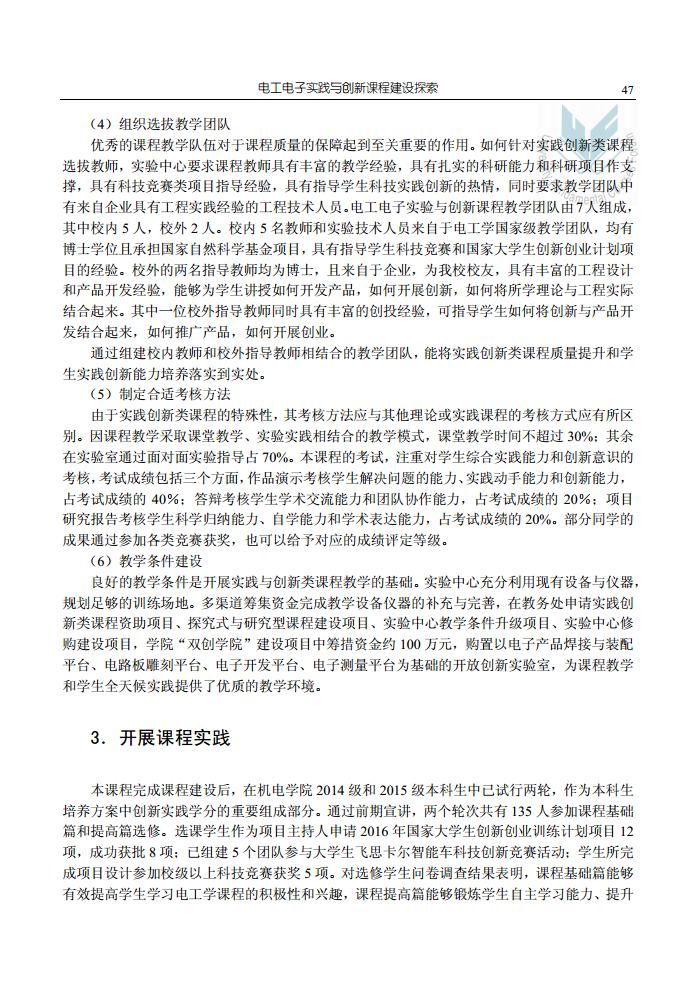 电工电子实践与创新课程建设探索 47
（4）组织选拔教学团队
优秀的课程教学队伍对于课程质量的保障起到至关重要的作用。如何针对实践创新类课程
选拔教师，实验中心要求课程教师具有丰富的教学经验，具有扎实的科研能力和科研项目作支
撑，具有科技竞赛类项目指导经验，具有指导学生科技实践创新的热情，同时要求教学团队中
有来自企业具有工程实践经验的工程技术人员。电工电子实验与创新课程教学团队由7人组成，
其中校内 5 人，校外 2 人。校内 5 名教师和实验技术人员来自于电工学国家级教学团队，均有
博士学位且承担国家自然科学基金项目，具有指导学生科技竞赛和国家大学生创新创业计划项
目的经验。校外的两名指导教师均为博士，且来自于企业，为我校校友，具有丰富的工程设计
和产品开发经验，能够为学生讲授如何开发产品，如何开展创新，如何将所学理论与工程实际
结合起来。其中一位校外指导教师同时具有丰富的创投经验，可指导学生如何将创新与产品开
发结合起来，如何推广产品，如何开展创业。
通过组建校内教师和校外指导教师相结合的教学团队，能将实践创新类课程质量提升和学
生实践创新能力培养落实到实处。
（5）制定合适考核方法
由于实践创新类课程的特殊性，其考核方法应与其他理论或实践课程的考核方式应有所区
别。因课程教学采取课堂教学、实验实践相结合的教学模式，课堂教学时间不超过 30%；其余
在实验室通过面对面实验指导占 70%。本课程的考试，注重对学生综合实践能力和创新意识的
考核，考试成绩包括三个方面，作品演示考核学生解决问题的能力、实践动手能力和创新能力，
占考试成绩的 40%；答辩考核学生学术交流能力和团队协作能力，占考试成绩的 20%；项目
研究报告考核学生科学归纳能力、自学能力和学术表达能力，占考试成绩的 20%。部分同学的
成果通过参加各类竞赛获奖，也可以给予对应的成绩评定等级。
（6）教学条件建设
良好的教学条件是开展实践与创新类课程教学的基础。实验中心充分利用现有设备与仪器，
规划足够的训练场地。多渠道筹集资金完成教学设备仪器的补充与完善，在教务处申请实践创
新类课程资助项目、探究式与研究型课程建设项目、实验中心教学条件升级项目、实验中心修
购建设项目，学院“双创学院”建设项目中筹措资金约 100 万元，购置以电子产品焊接与装配
平台、电路板雕刻平台、电子开发平台、电子测量平台为基础的开放创新实验室，为课程教学
和学生全天候实践提供了优质的教学环境。
3．开展课程实践
本课程完成课程建设后，在机电学院 2014 级和 2015 级本科生中已试行两轮，作为本科生
培养方案中创新实践学分的重要组成部分。通过前期宣讲，两个轮次共有 135 人参加课程基础
篇和提高篇选修。选课学生作为项目主持人申请 2016 年国家大学生创新创业训练计划项目 12
项，成功获批 8 项；已组建 5 个团队参与大学生飞思卡尔智能车科技创新竞赛活动；学生所完
成项目设计参加校级以上科技竞赛获奖 5 项。对选修学生问卷调查结果表明，课程基础篇能够
有效提高学生学习电工学课程的积极性和兴趣，课程提高篇能够锻炼学生自主学习能力、提升